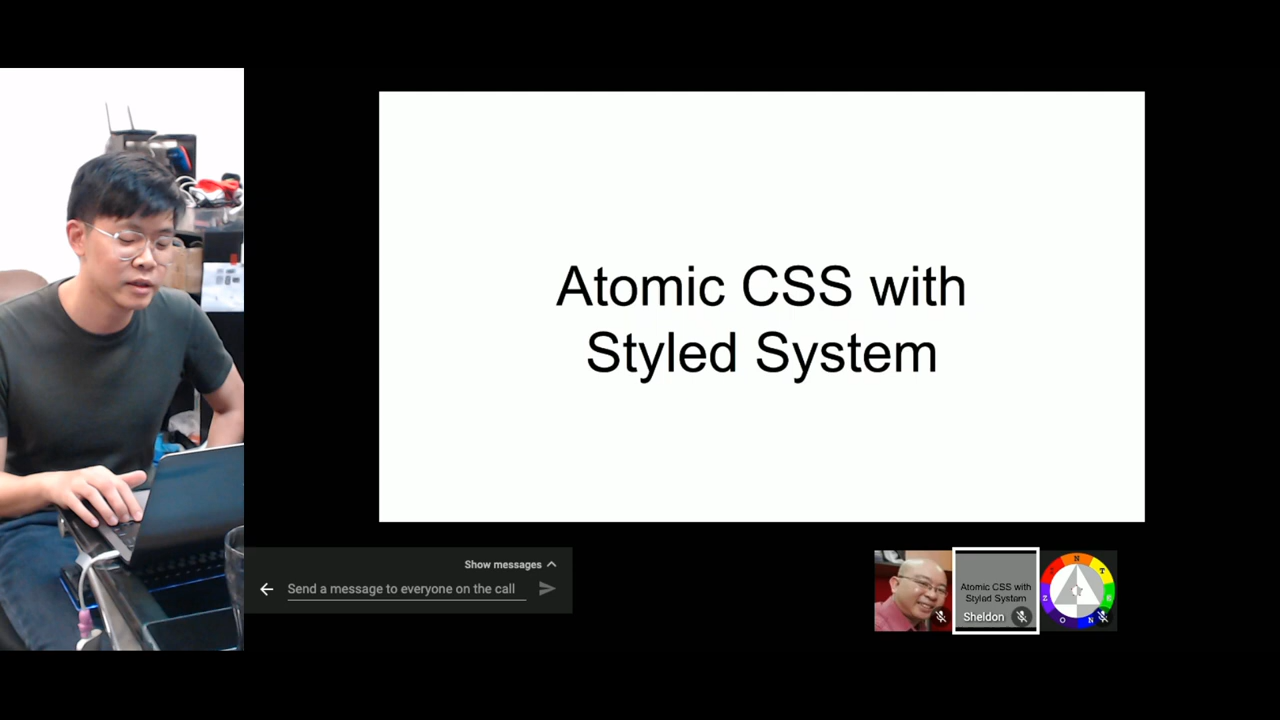 Atomic CSS with
Styled System
Show messages
Send a message to everyone on the call
Atomic CSS with
Styled System
Sheldon
N
T
E
N
O
Z